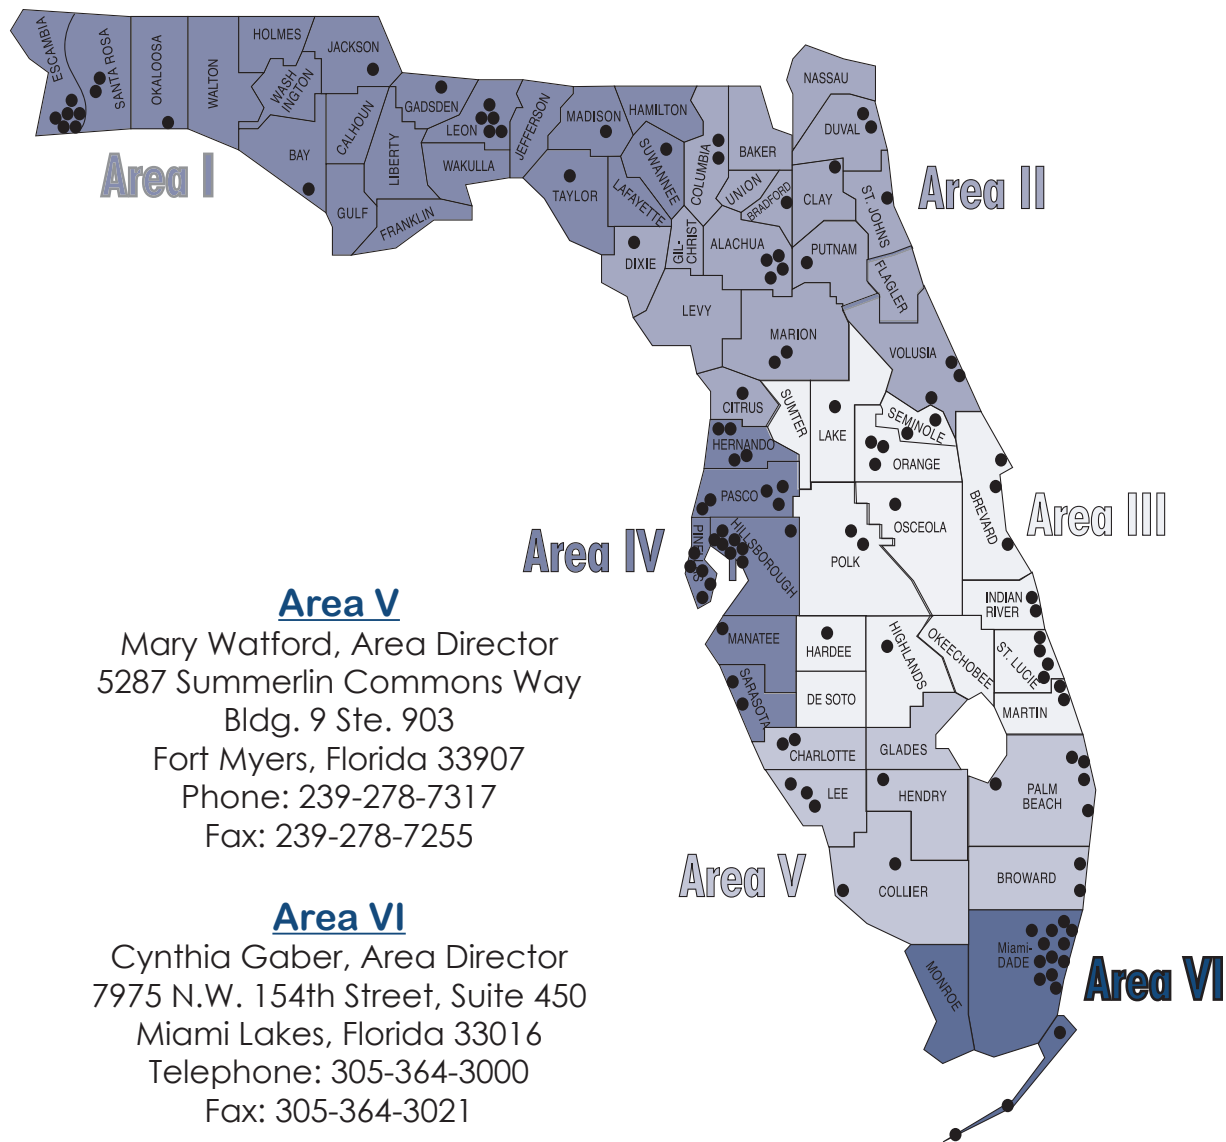 ESCAMBIA
SANTA ROSA
OKALOOSA
WALTON
HOLMES
WASH
INGTON
JACKSON
BAY
CALHOUN
GULF
LIBERTY
GADSDEN
LEON
WAKULLA
FRANKLIN
JEFFERSON
MADISON
TAYLOR
HAMILTON
SUWANNEE
LAFAYETTE
Area I
COLUMBIA
BAKER
NASSAU
DUVAL
UNION
BRADFORD
CLAY
ST. JOHNS
Area II
DIXIE
GIL-
CHRIST
ALACHUA
PUTNAM
FLAGLER
LEVY
MARION
VOLUSIA
CITRUS
SUMTER
LAKE
SEMINOLE
ORANGE
HERNANDO
PASCO
BREVARD
Area III
OSCEOLA
POLK
Area IV
HILLSBOROUGH
INDIAN
RIVER
MANATEE
HARDEE
HIGHLANDS
OKEECHOBEE
ST. LUCIE
SARASOTA
DE SOTO
MARTIN
CHARLOTTE
GLADES
LEE
HENDRY
PALM
BEACH
Area V
COLLIER
BROWARD
MONROE
Miami-
DADE
Area VI
Area V
Mary Watford, Area Director
5287 Summerlin Commons Way
Bldg. 9 Ste. 903
Fort Myers, Florida 33907
Phone: 239-278-7317
Fax: 239-278-7255
Area VI
Cynthia Gaber, Area Director
7975 N.W. 154th Street, Suite 450
Miami Lakes, Florida 33016
Telephone: 305-364-3000
Fax: 305-364-3021